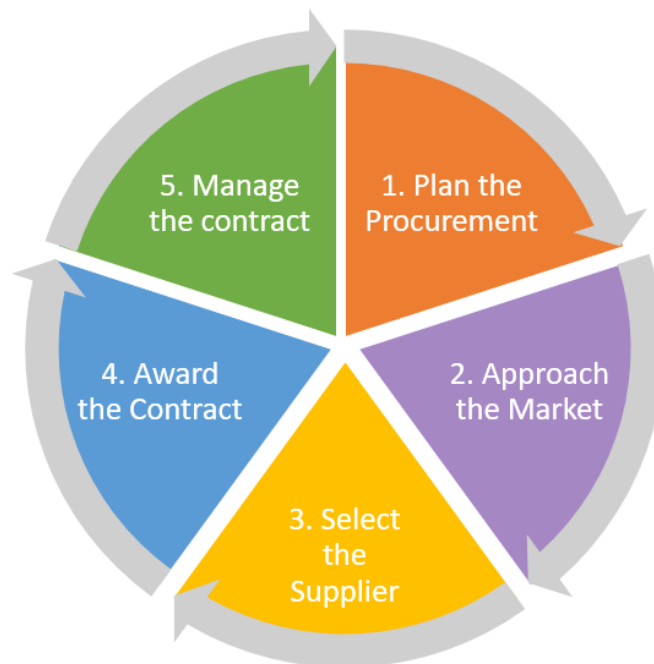 1. Plan the
Procurement
2. Approach
the Market
3. Select
the
Supplier
4. Award
the Contract
5. Manage
the contract